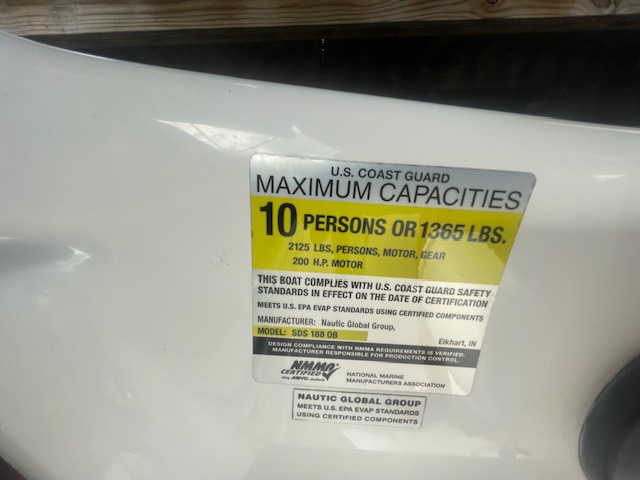 U.S. COAST GUARD
MAXIMUM CAPACITIES
10 PERSONS OR 1365 LBS.
2125 LBS, PERSONS, MOTOR, GEAR
200 H.P. MOTOR
THIS BOAT COMPLIES WITH U.S. COAST GUARD SAFETY
STANDARDS IN EFFECT ON THE DATE OF CERTIFICATION
MEETS U.S. EPA EVAP STANDARDS USING CERTIFIED COMPONENTS
MANUFACTURER: Nautic Global Group,
Elkhart, IN
MODEL: SDS 188 OB
DESIGN COMPLIANCE WITH NMMA REQUIREMENTS IS VERIFIED.
MANUFACTURER RESPONSIBLE FOR PRODUCTION CONTROL.
NMMA
CERTIFIED
using ABYC
NATIONAL MARINE
MANUFACTURERS ASSOCIATION
NAUTIC GLOBAL GROUP
MEETS U.S. EPA EVAP STANDARDS
USING CERTIFIED COMPONENTS